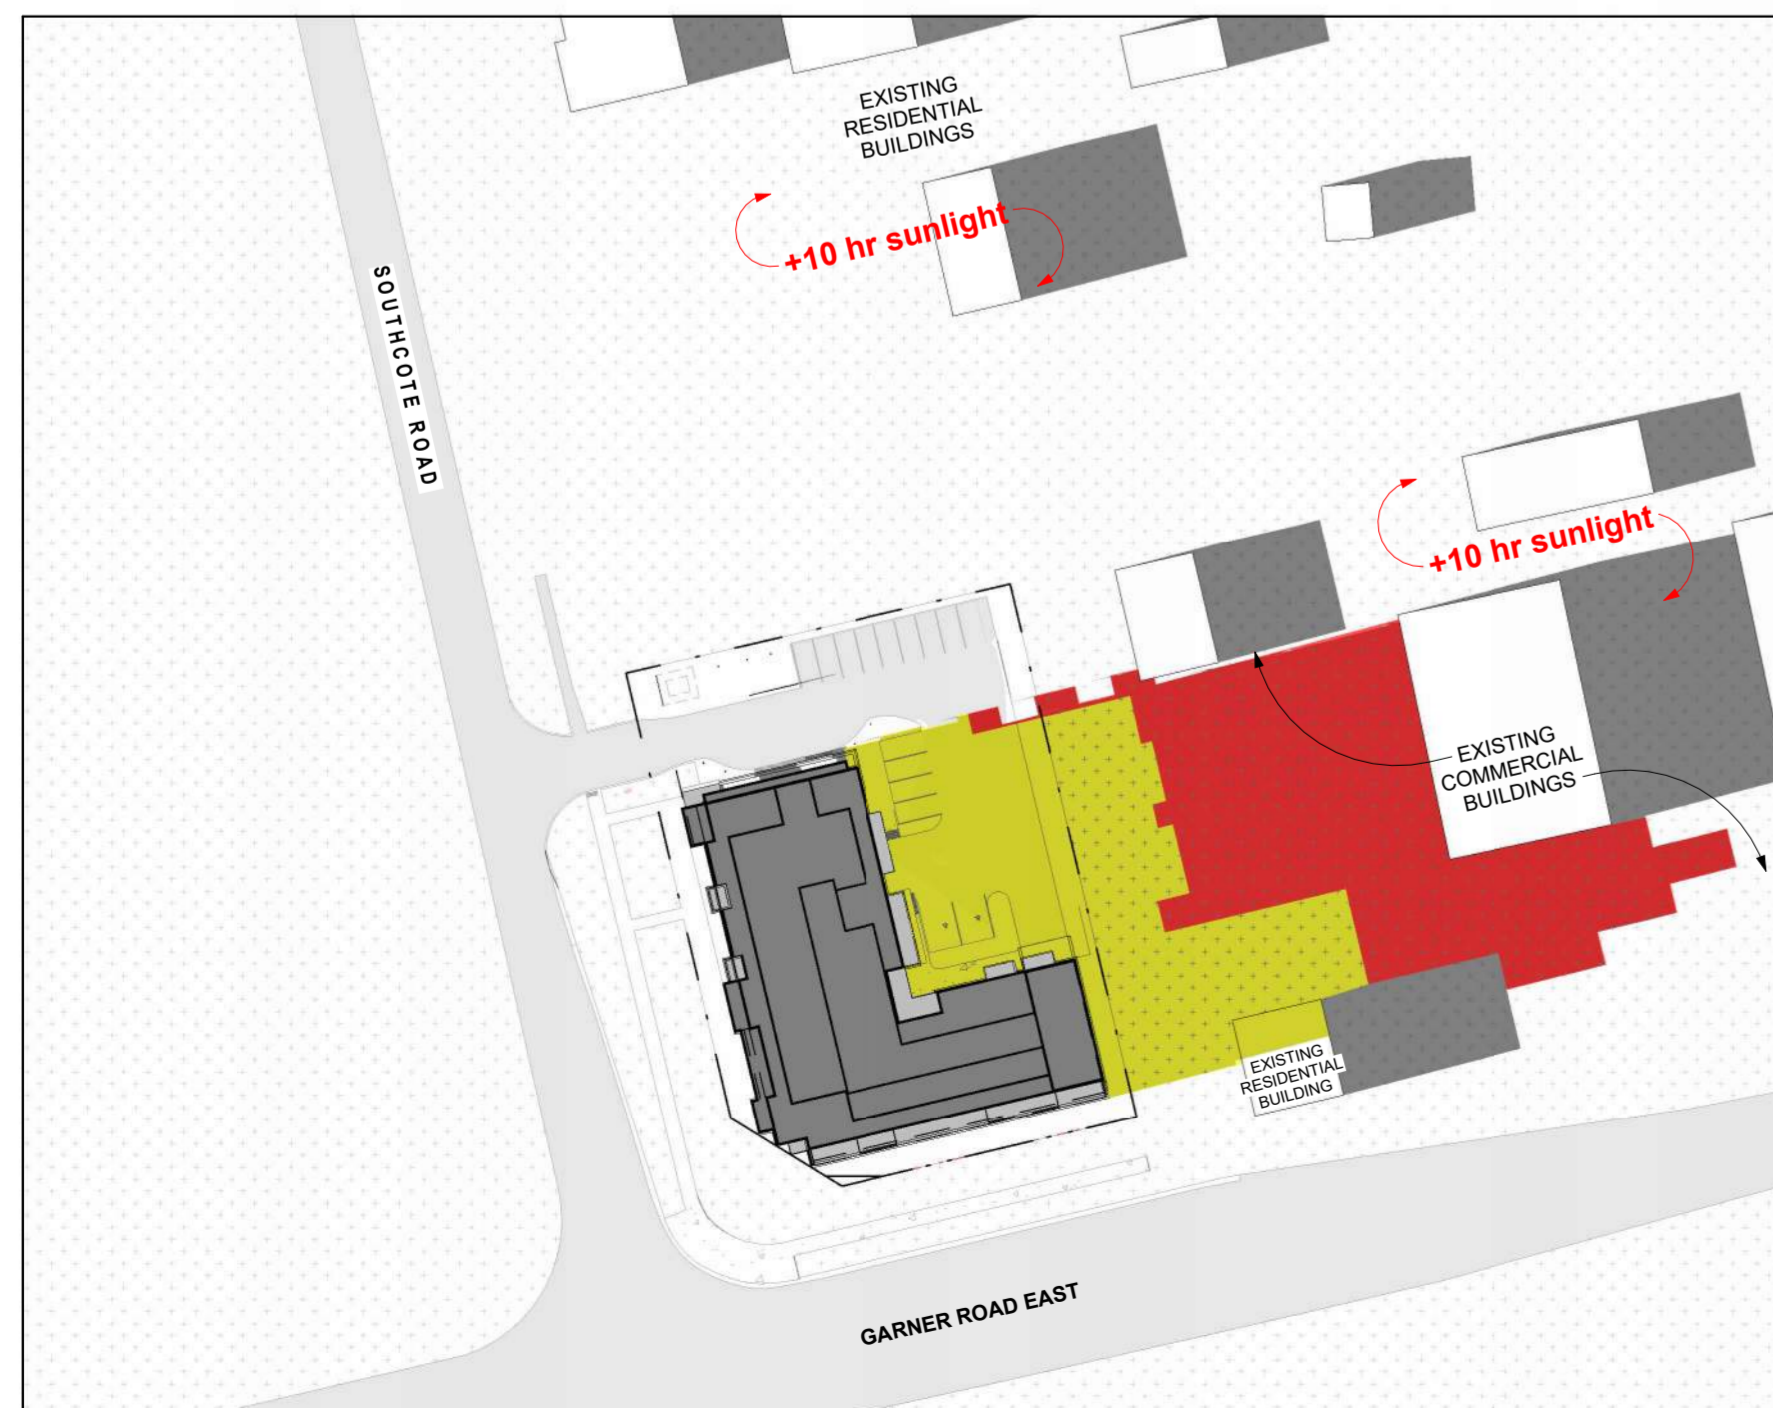 EXISTING
RESIDENTIAL
BUILDINGS
+10 hr sunlight
SOUTHCOTE ROAD
+10 hr sunlight
EXISTING
COMMERCIAL
BUILDINGS
EXISTING
RESIDENTIAL
BUILDING
GARNER ROAD EAST